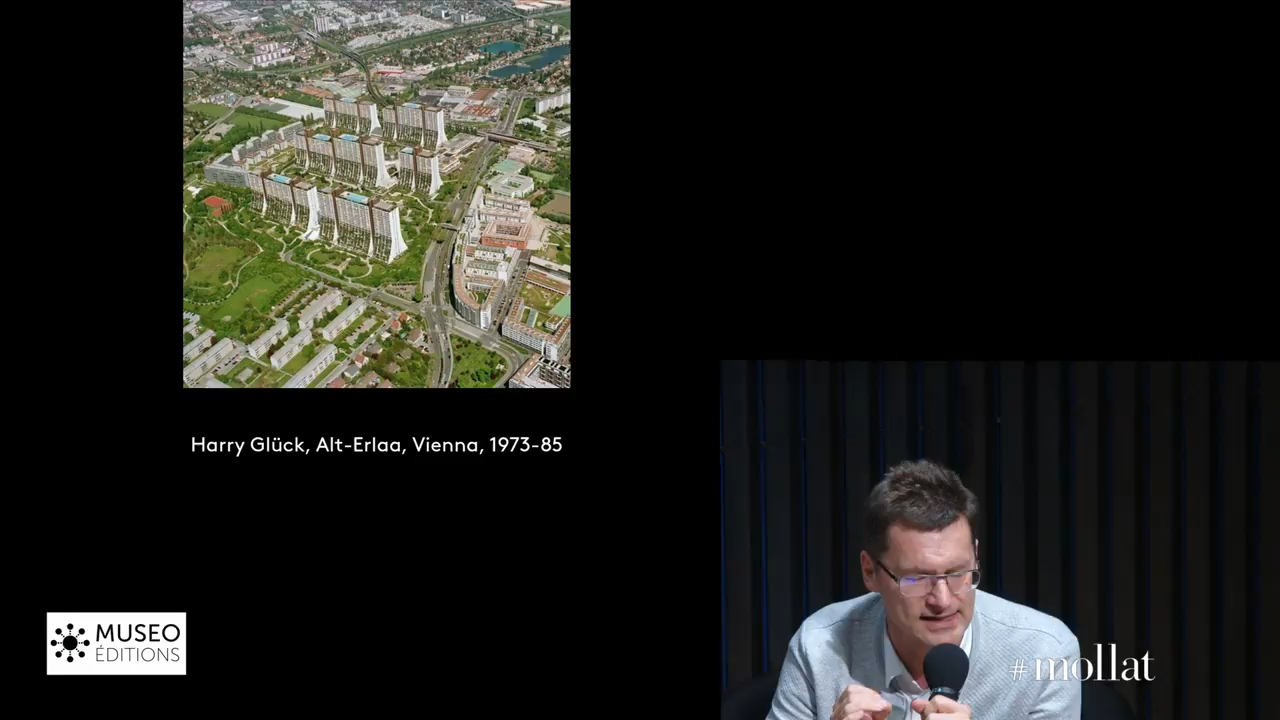 Harry Glück, Alt-Erlaa, Vienna, 1973-85
MUSEO
ÉDITIONS
#mollat